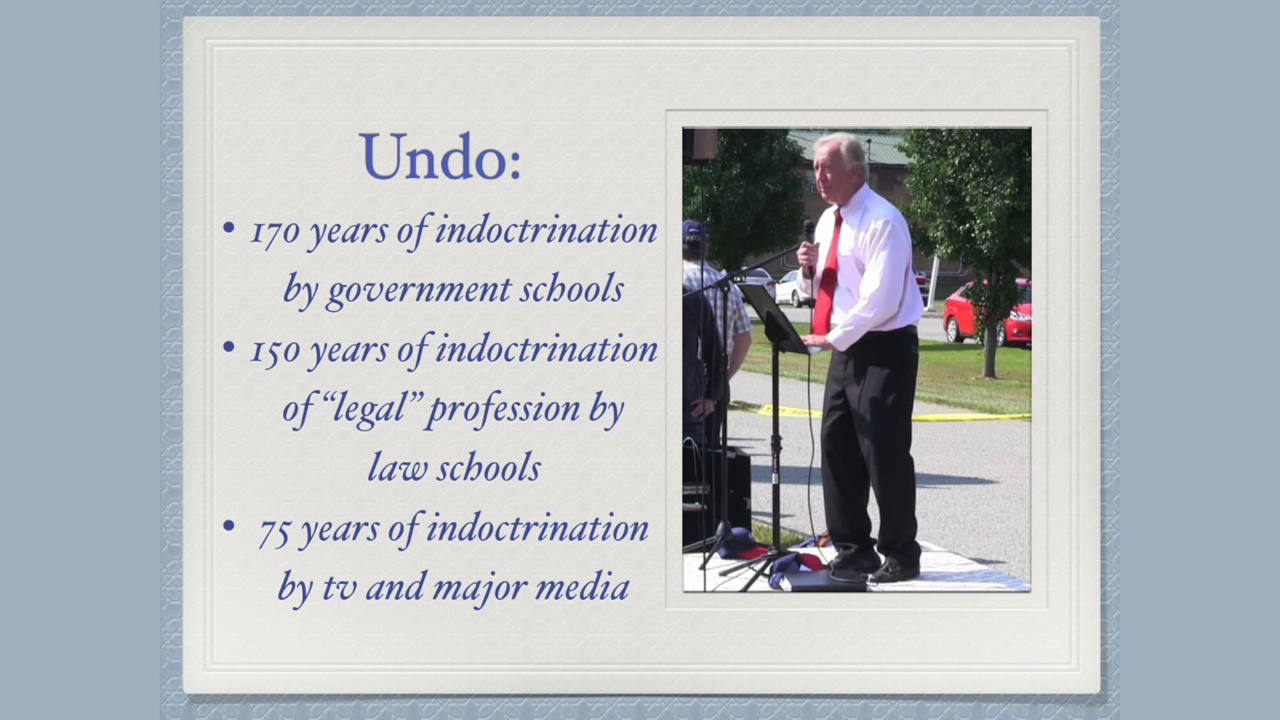 Undo:
• 170 years of indoctrination
by government schools
• 150 years of indoctrination
of “legal” profession by
law schools
• 75 years of indoctrination
by tv and major media